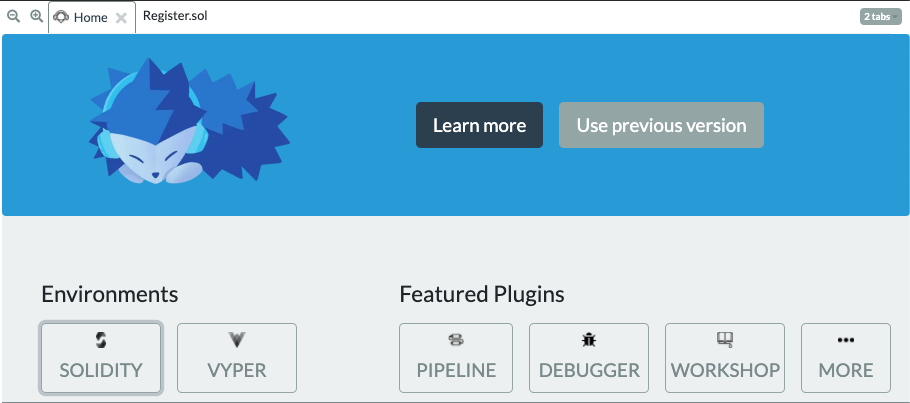 Home
Register.sol
2 tabs
Learn more
Use previous version
Environments
Featured Plugins
SOLIDITY
VYPER
PIPELINE
DEBUGGER
WORKSHOP
MORE